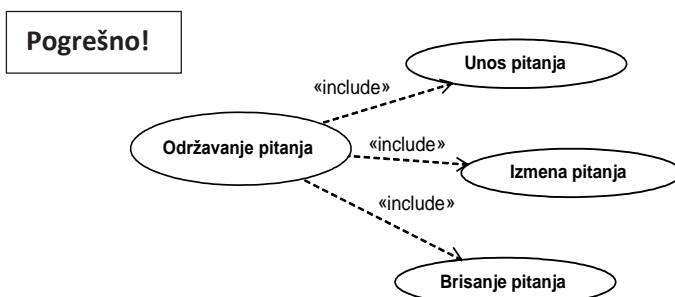 Pogrešno!
Unos pitanja
«include»
Održavanje pitanja
«include»
Izmena pitanja
«include»
Brisanje pitanja